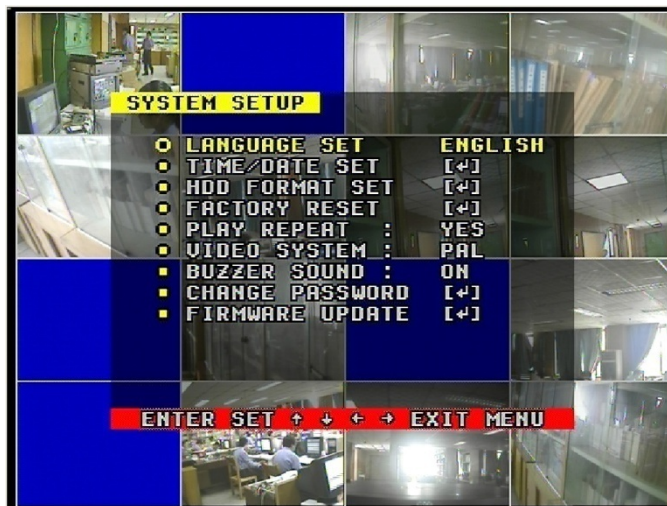 SYSTEM SETUP
LANGUAGE SET ENGLISH
TIME/DATE SET [↵]
HDD FORMAT SET [↵]
FACTORY RESET [↵]
PLAY REPEAT : YES
VIDEO SYSTEM : PAL
BUZZER SOUND : ON
CHANGE PASSWORD [↵]
FIRMWARE UPDATE [↵]
ENTER SET ↑ ↓ ← → EXIT MENU